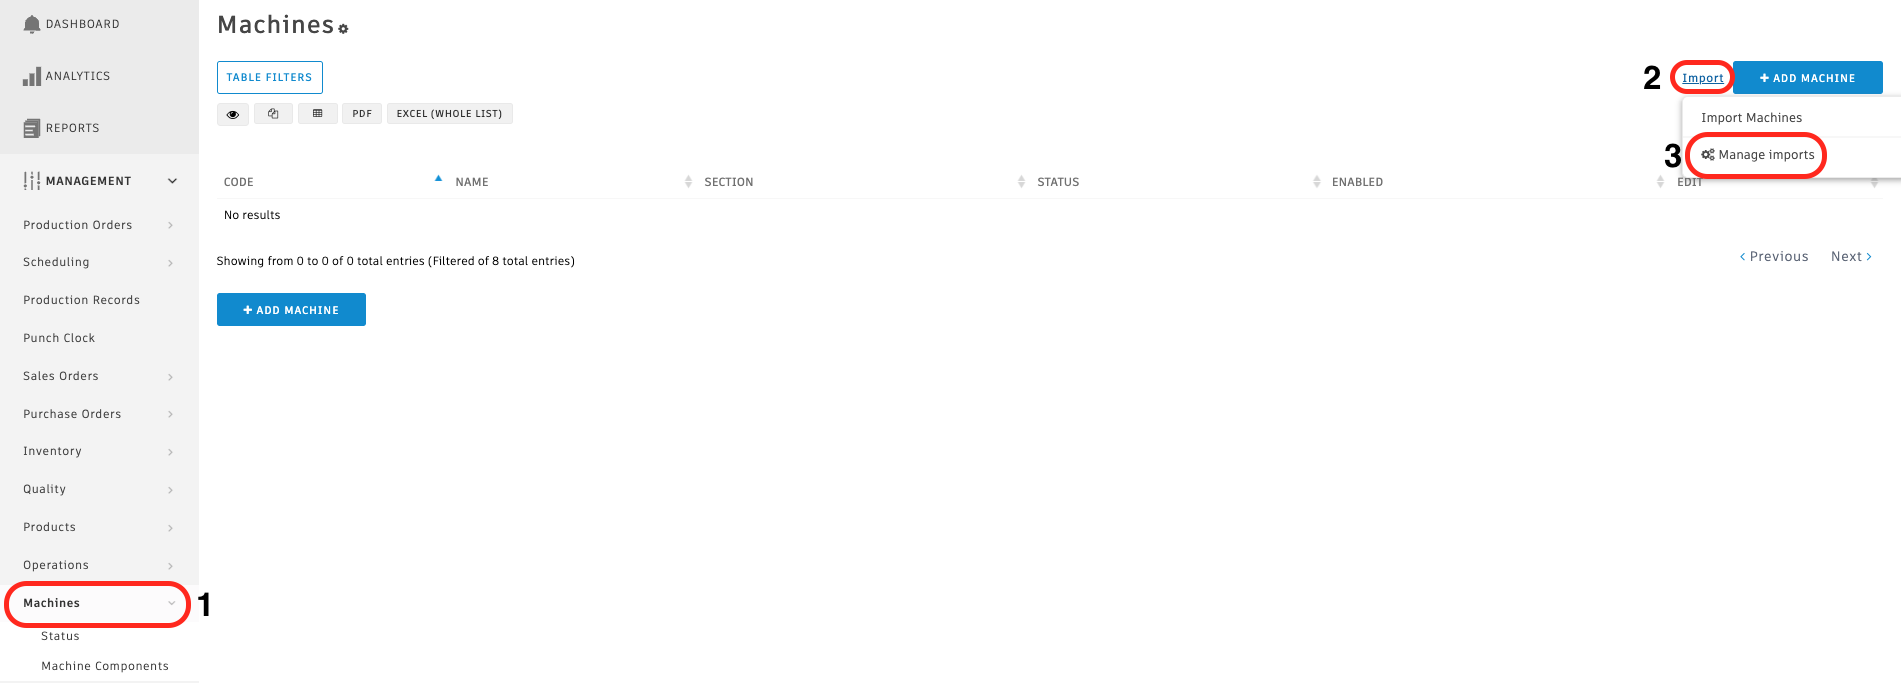 DASHBOARD
ANALYTICS
REPORTS
MANAGEMENT
Production Orders
Scheduling
Production Records
Punch Clock
Sales Orders
Purchase Orders
Inventory
Quality
Products
Operations
Machines
1
Status
Machine Components
Machines
TABLE FILTERS
2
Import
+ ADD MACHINE
PDF
EXCEL (WHOLE LIST)
Import Machines
3
Manage imports
CODE NAME SECTION STATUS ENABLED EDIT
No results
Showing from 0 to 0 of 0 total entries (Filtered of 8 total entries)
< Previous Next >
+ ADD MACHINE